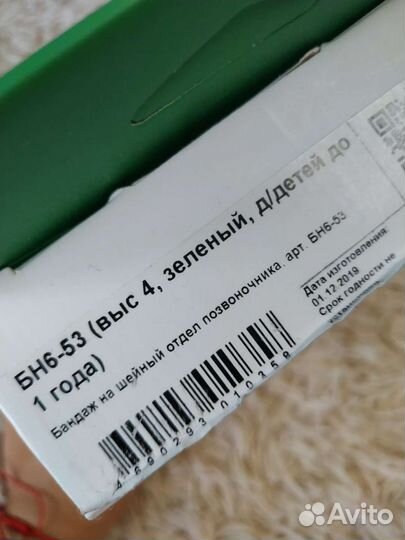 БН6-53 (выс 4, зеленый, д/детей до
1 года)
Бандаж на шейный отдел позвоночника. арт. БН6-53
4 690293 010358
Дата изготовления:
01.12.2019
Срок годности не
Avito